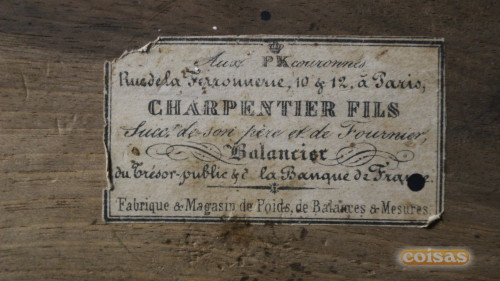 Aux PK couronnés
Rue de la Ferronnerie, 10 & 12, à Paris,
CHARPENTIER FILS
Succr. de son père et de Fournier,
Balancier
du Trésor-public & de la Banque de France.
Fabrique & Magasin de Poids, de Balances & Mesures.
coisas